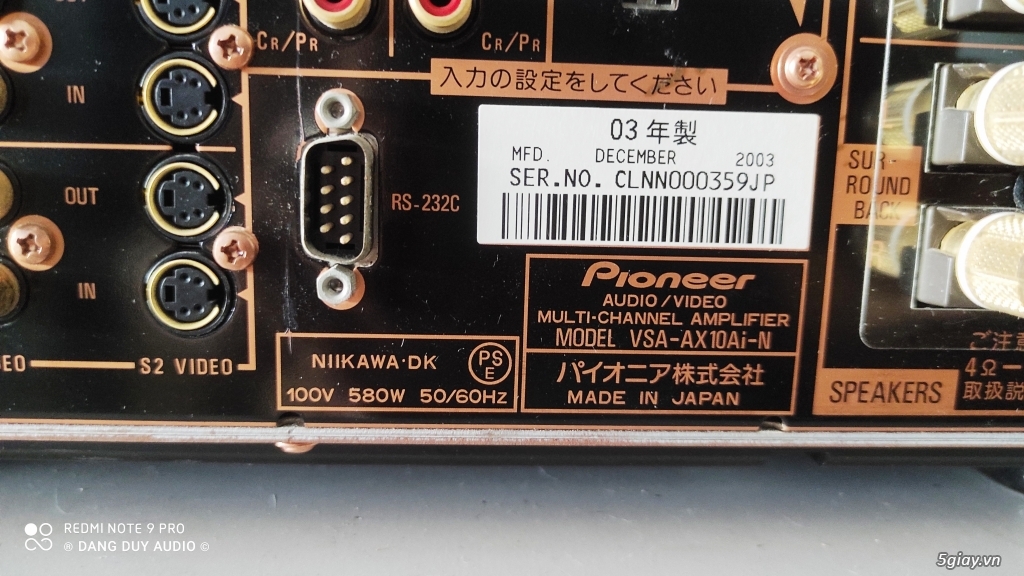 CR/PR
CR/PR
入力の設定をしてください
IN
OUT
IN
S2 VIDEO
RS-232C
03年製
MFD. DECEMBER 2003
SER.NO. CLNN000359JP
Pioneer
AUDIO/VIDEO
MULTI-CHANNEL AMPLIFIER
MODEL VSA-AX10Ai-N
パイオニア株式会社
MADE IN JAPAN
NIIKAWA·DK
PS
E
100V 580W 50/60Hz
SUR-
ROUND
BACK
SPEAKERS
ご注意
4Ω–
取扱説
REDMI NOTE 9 PRO
® DANG DUY AUDIO ©
5giay.vn